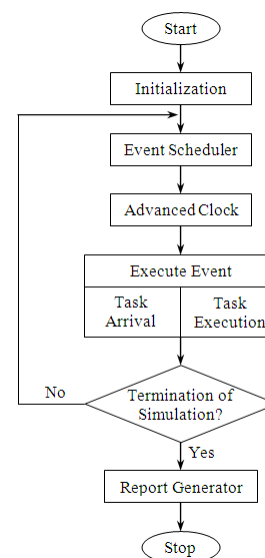 Start
Initialization
Event Scheduler
Advanced Clock
Execute Event
Task
Arrival
Task
Execution
Termination of
Simulation?
No
Yes
Report Generator
Stop